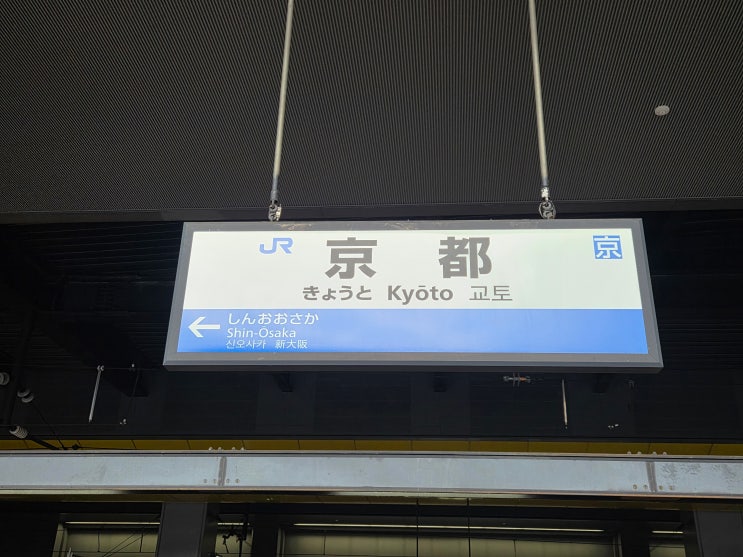 JR 京都 京
きょうと Kyōto 교토
← しんおおさか
Shin-Ōsaka
신오사카 新大阪